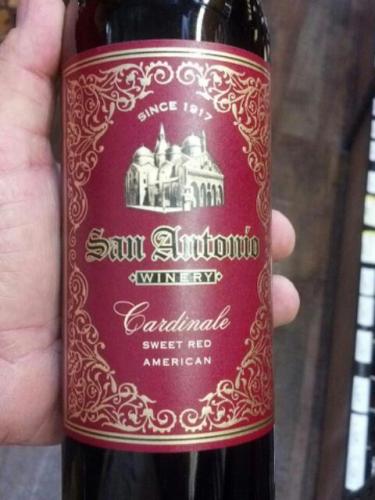 SINCE 1917
San Antonio
WINERY
Cardinale
SWEET RED
AMERICAN